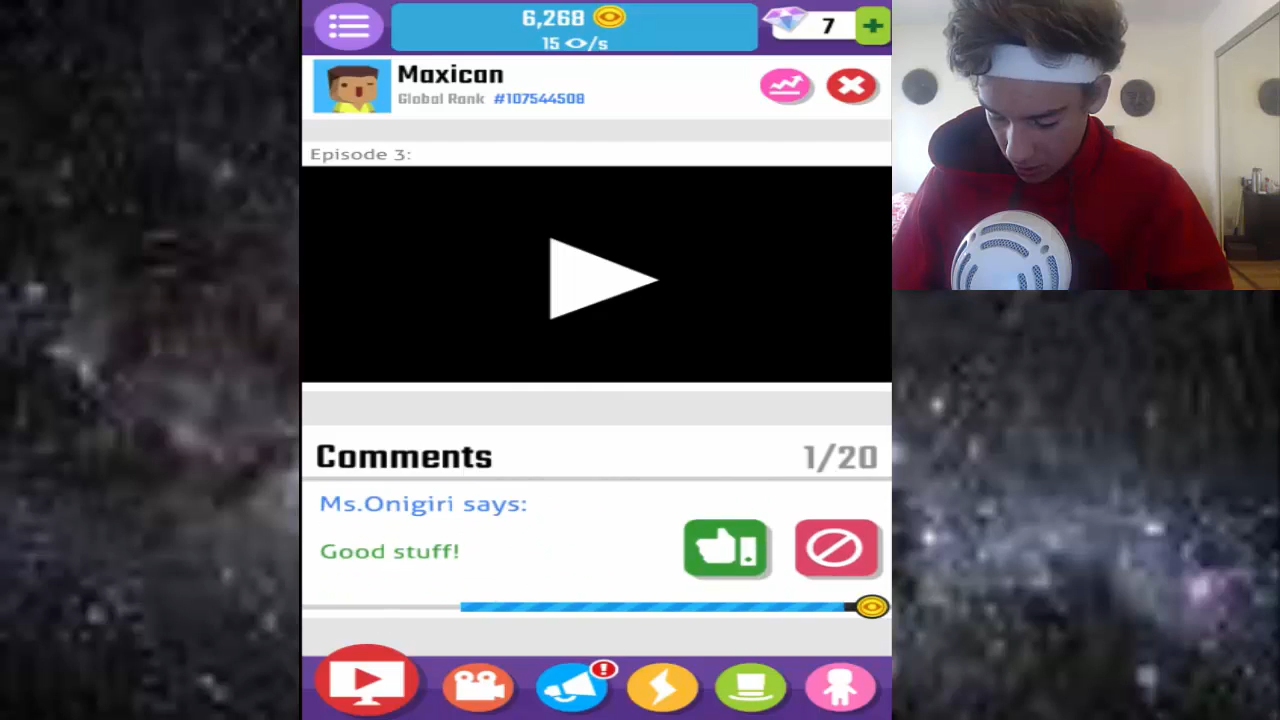 6,268
15 /s
7
Maxican
Global Rank #107544508
Episode 3:
Comments
1/20
Ms.Onigiri says:
Good stuff!